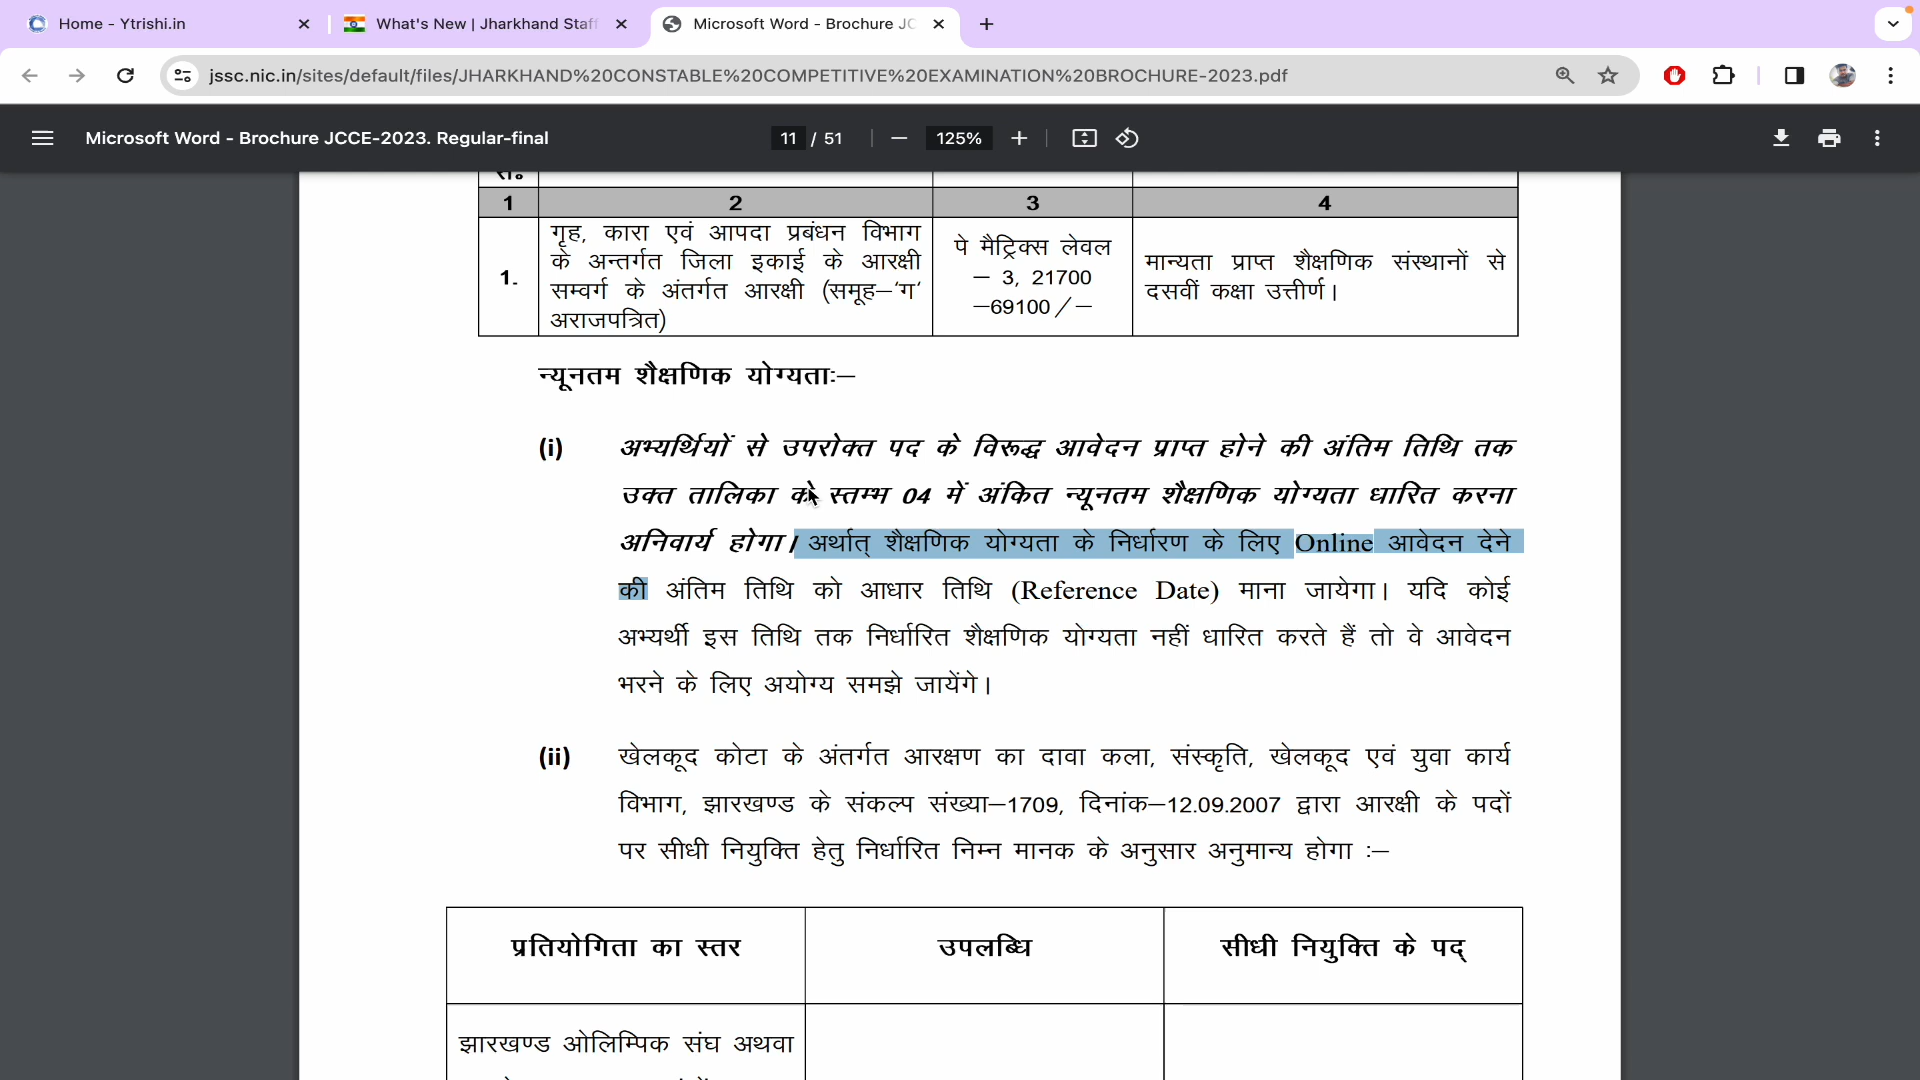 Home - Ytrishi.in
What's New | Jharkhand Staf
Microsoft Word - Brochure JC
jssc.nic.in/sites/default/files/JHARKHAND%20CONSTABLE%20COMPETITIVE%20EXAMINATION%20BROCHURE-2023.pdf
Microsoft Word - Brochure JCCE-2023. Regular-final
11 / 51
125%
सं०
1 2 3 4
1.
गृह, कारा एवं आपदा प्रबंधन विभाग
के अन्तर्गत जिला इकाई के आरक्षी
सम्वर्ग के अंतर्गत आरक्षी (समूह–'ग'
अराजपत्रित)
पे मैट्रिक्स लेवल
– 3, 21700
–69100 ∕–
मान्यता प्राप्त शैक्षणिक संस्थानों से
दसवीं कक्षा उत्तीर्ण।
न्यूनतम शैक्षणिक योग्यताः–
(i) अभ्यर्थियों से उपरोक्त पद के विरूद्ध आवेदन प्राप्त होने की अंतिम तिथि तक
उक्त तालिका के स्तम्भ 04 में अंकित न्यूनतम शैक्षणिक योग्यता धारित करना
अनिवार्य होगा। अर्थात् शैक्षणिक योग्यता के निर्धारण के लिए Online आवेदन देने
की अंतिम तिथि को आधार तिथि (Reference Date) माना जायेगा। यदि कोई
अभ्यर्थी इस तिथि तक निर्धारित शैक्षणिक योग्यता नहीं धारित करते हैं तो वे आवेदन
भरने के लिए अयोग्य समझे जायेंगे।
(ii) खेलकूद कोटा के अंतर्गत आरक्षण का दावा कला, संस्कृति, खेलकूद एवं युवा कार्य
विभाग, झारखण्ड के संकल्प संख्या–1709, दिनांक–12.09.2007 द्वारा आरक्षी के पदों
पर सीधी नियुक्ति हेतु निर्धारित निम्न मानक के अनुसार अनुमान्य होगा :–
प्रतियोगिता का स्तर
उपलब्धि
सीधी नियुक्ति के पद्
झारखण्ड ओलिम्पिक संघ अथवा